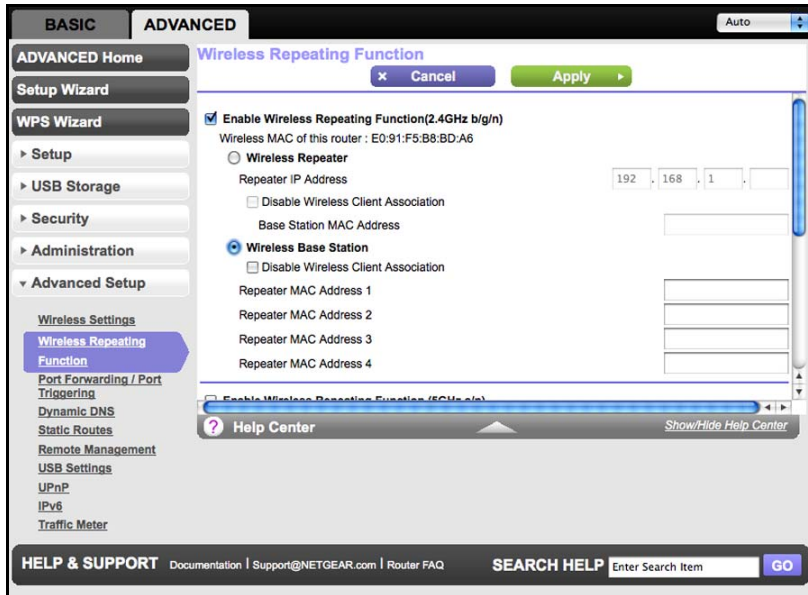 BASIC
ADVANCED
Auto
ADVANCED Home
Setup Wizard
WPS Wizard
Setup
USB Storage
Security
Administration
Advanced Setup
Wireless Settings
Wireless Repeating
Function
Port Forwarding / Port
Triggering
Dynamic DNS
Static Routes
Remote Management
USB Settings
UPnP
IPv6
Traffic Meter
Wireless Repeating Function
x Cancel
Apply
Enable Wireless Repeating Function(2.4GHz b/g/n)
Wireless MAC of this router : E0:91:F5:B8:BD:A6
Wireless Repeater
Repeater IP Address 192 . 168 . 1 .
Disable Wireless Client Association
Base Station MAC Address
Wireless Base Station
Disable Wireless Client Association
Repeater MAC Address 1
Repeater MAC Address 2
Repeater MAC Address 3
Repeater MAC Address 4
Enable Wireless Repeating Function (5GHz a/n)
? Help Center
Show/Hide Help Center
HELP & SUPPORT Documentation | Support@NETGEAR.com | Router FAQ
SEARCH HELP Enter Search Item GO